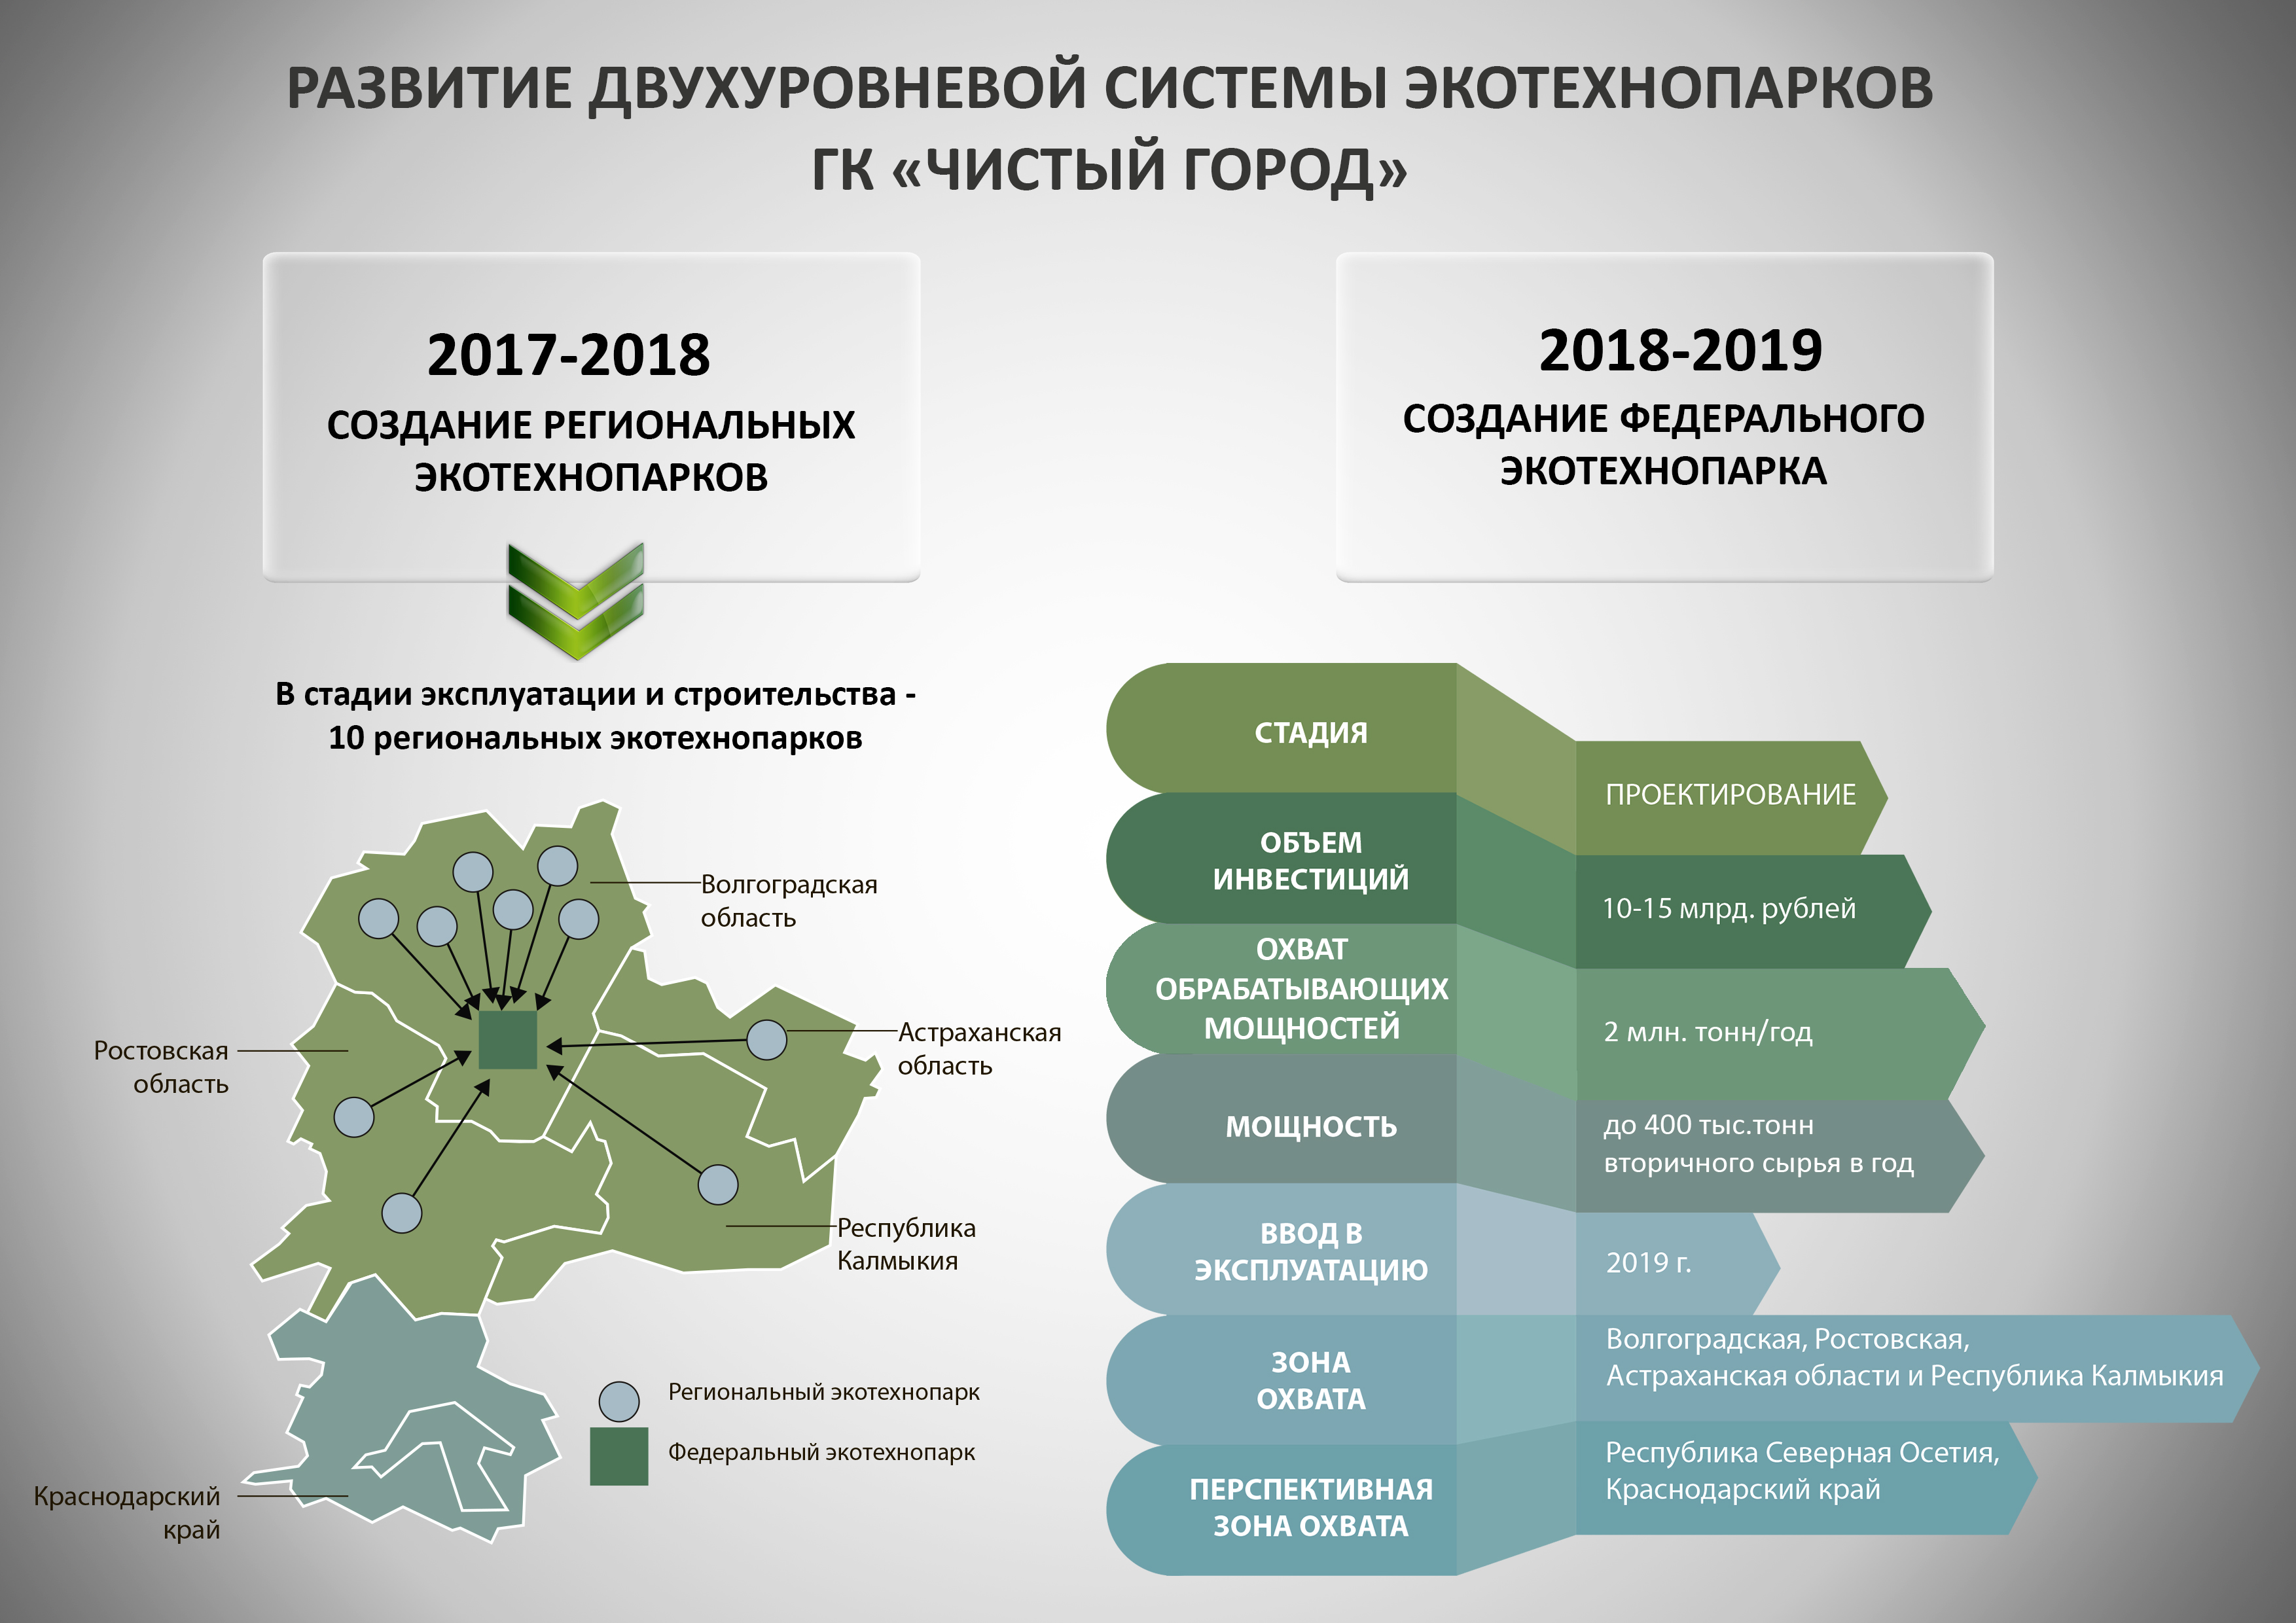 РАЗВИТИЕ ДВУХУРОВНЕВОЙ СИСТЕМЫ ЭКОТЕХНОПАРКОВ
ГК «ЧИСТЫЙ ГОРОД»
2017-2018
СОЗДАНИЕ РЕГИОНАЛЬНЫХ
ЭКОТЕХНОПАРКОВ
В стадии эксплуатации и строительства -
10 региональных экотехнопарков
Волгоградская
область
Ростовская
область
Астраханская
область
Республика
Калмыкия
Региональный экотехнопарк
Федеральный экотехнопарк
Краснодарский
край
2018-2019
СОЗДАНИЕ ФЕДЕРАЛЬНОГО
ЭКОТЕХНОПАРКА
СТАДИЯ
ПРОЕКТИРОВАНИЕ
ОБЪЕМ
ИНВЕСТИЦИЙ
10-15 млрд. рублей
ОХВАТ
ОБРАБАТЫВАЮЩИХ
МОЩНОСТЕЙ
2 млн. тонн/год
МОЩНОСТЬ
до 400 тыс.тонн
вторичного сырья в год
ВВОД В
ЭКСПЛУАТАЦИЮ
2019 г.
ЗОНА
ОХВАТА
Волгоградская, Ростовская,
Астраханская области и Республика Калмыкия
ПЕРСПЕКТИВНАЯ
ЗОНА ОХВАТА
Республика Северная Осетия,
Краснодарский край